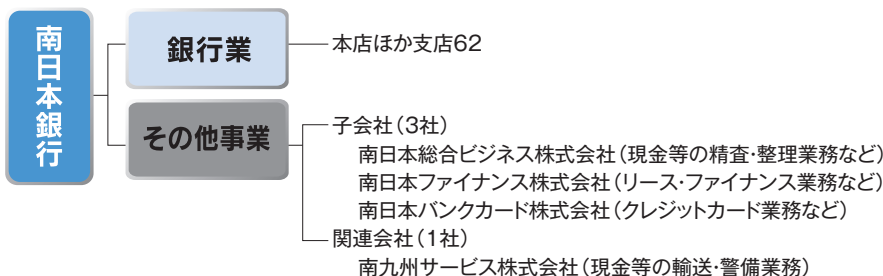 南日本銀行
銀行業
本店ほか支店62
その他事業
子会社（3社）
南日本総合ビジネス株式会社（現金等の精査・整理業務など）
南日本ファイナンス株式会社（リース・ファイナンス業務など）
南日本バンクカード株式会社（クレジットカード業務など）
関連会社（1社）
南九州サービス株式会社（現金等の輸送・警備業務）